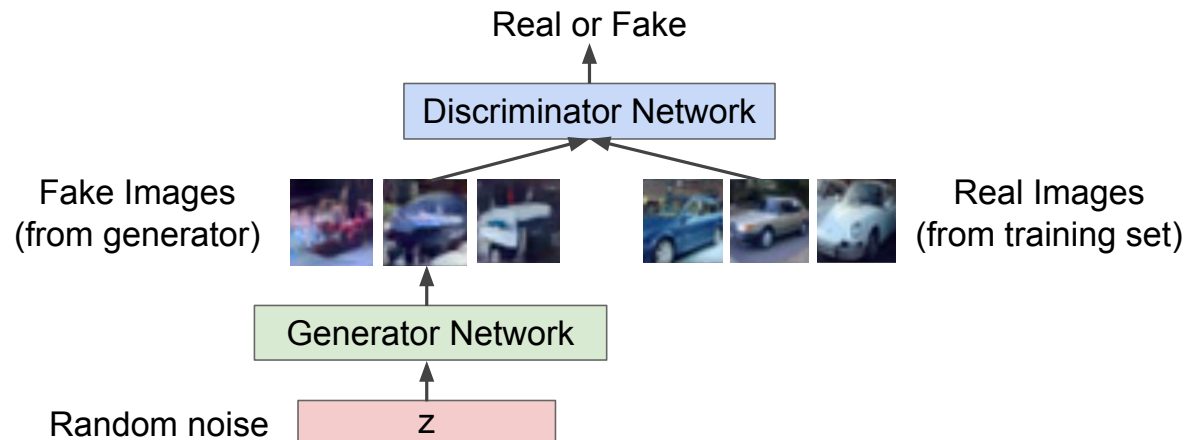 Real or Fake
Discriminator Network
Fake Images
(from generator)
Real Images
(from training set)
Generator Network
Random noise
z